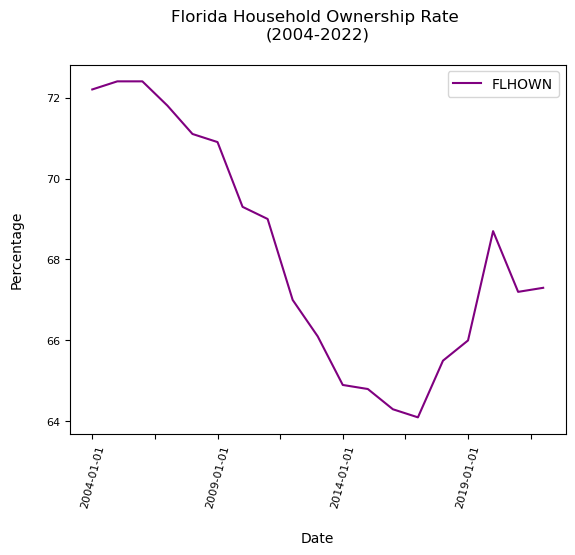 Florida Household Ownership Rate
(2004-2022)
FLHOWN
72
70
68
66
64
Percentage
2004-01-01
2009-01-01
2014-01-01
2019-01-01
Date